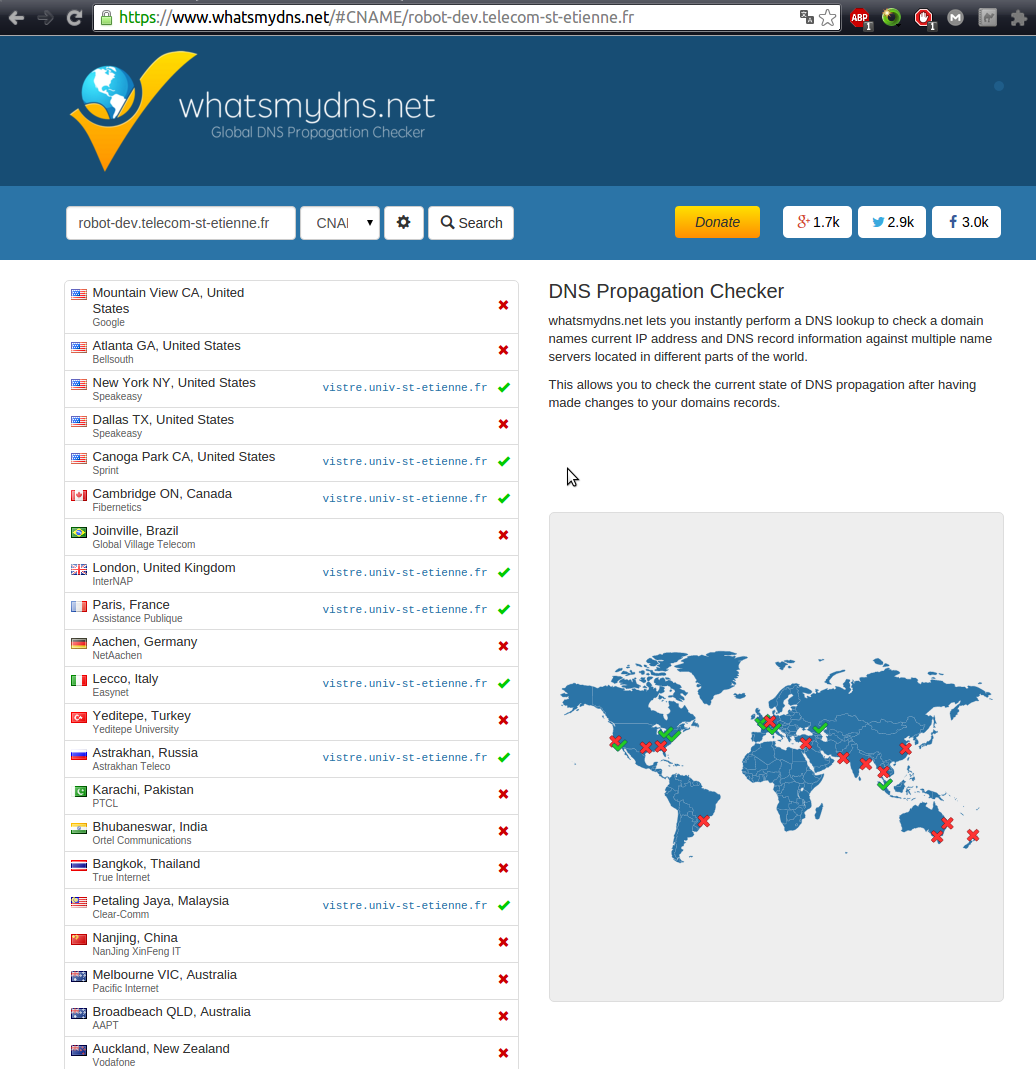 https://www.whatsmydns.net/#CNAME/robot-dev.telecom-st-etienne.fr
ABP
1
1
M
whatsmydns.net
Global DNS Propagation Checker
robot-dev.telecom-st-etienne.fr
CNA
Search
Donate
1.7k
2.9k
3.0k
Mountain View CA, United
States
Google
Atlanta GA, United States
Bellsouth
New York NY, United States
Speakeasy
vistre.univ-st-etienne.fr
Dallas TX, United States
Speakeasy
Canoga Park CA, United States
Sprint
vistre.univ-st-etienne.fr
Cambridge ON, Canada
Fibernetics
vistre.univ-st-etienne.fr
Joinville, Brazil
Global Village Telecom
London, United Kingdom
InterNAP
vistre.univ-st-etienne.fr
Paris, France
Assistance Publique
vistre.univ-st-etienne.fr
Aachen, Germany
NetAachen
Lecco, Italy
Easynet
vistre.univ-st-etienne.fr
Yeditepe, Turkey
Yeditepe University
Astrakhan, Russia
Astrakhan Teleco
vistre.univ-st-etienne.fr
Karachi, Pakistan
PTCL
Bhubaneswar, India
Ortel Communications
Bangkok, Thailand
True Internet
Petaling Jaya, Malaysia
Clear-Comm
vistre.univ-st-etienne.fr
Nanjing, China
NanJing XinFeng IT
Melbourne VIC, Australia
Pacific Internet
Broadbeach QLD, Australia
AAPT
Auckland, New Zealand
Vodafone
DNS Propagation Checker
whatsmydns.net lets you instantly perform a DNS lookup to check a domain
names current IP address and DNS record information against multiple name
servers located in different parts of the world.
This allows you to check the current state of DNS propagation after having
made changes to your domains records.